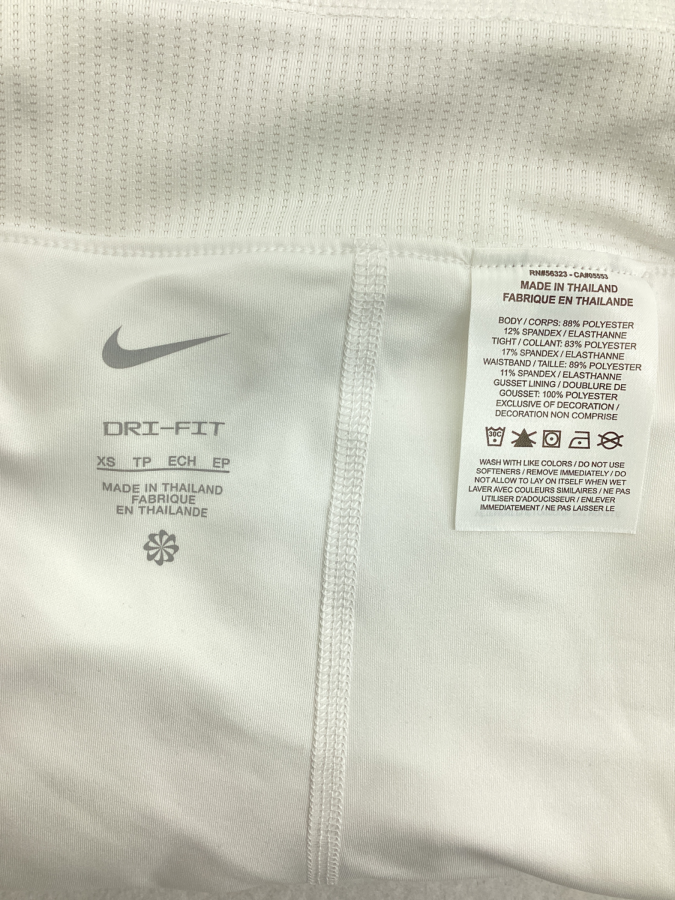 DRI-FIT
XS TP ECH EP
MADE IN THAILAND
FABRIQUE
EN THAILANDE
RN#56323 - CA#05553
MADE IN THAILAND
FABRIQUE EN THAILANDE
BODY / CORPS: 88% POLYESTER
12% SPANDEX / ELASTHANNE
TIGHT / COLLANT: 83% POLYESTER
17% SPANDEX / ELASTHANNE
WAISTBAND / TAILLE: 89% POLYESTER
11% SPANDEX / ELASTHANNE
GUSSET LINING / DOUBLURE DE
GOUSSET: 100% POLYESTER
EXCLUSIVE OF DECORATION /
DECORATION NON COMPRISE
30C
WASH WITH LIKE COLORS / DO NOT USE
SOFTENERS / REMOVE IMMEDIATELY / DO
NOT ALLOW TO LAY ON ITSELF WHEN WET
LAVER AVEC COULEURS SIMILAIRES / NE PAS
UTILISER D'ADOUCISSEUR / ENLEVER
IMMEDIATEMENT / NE PAS LAISSER LE